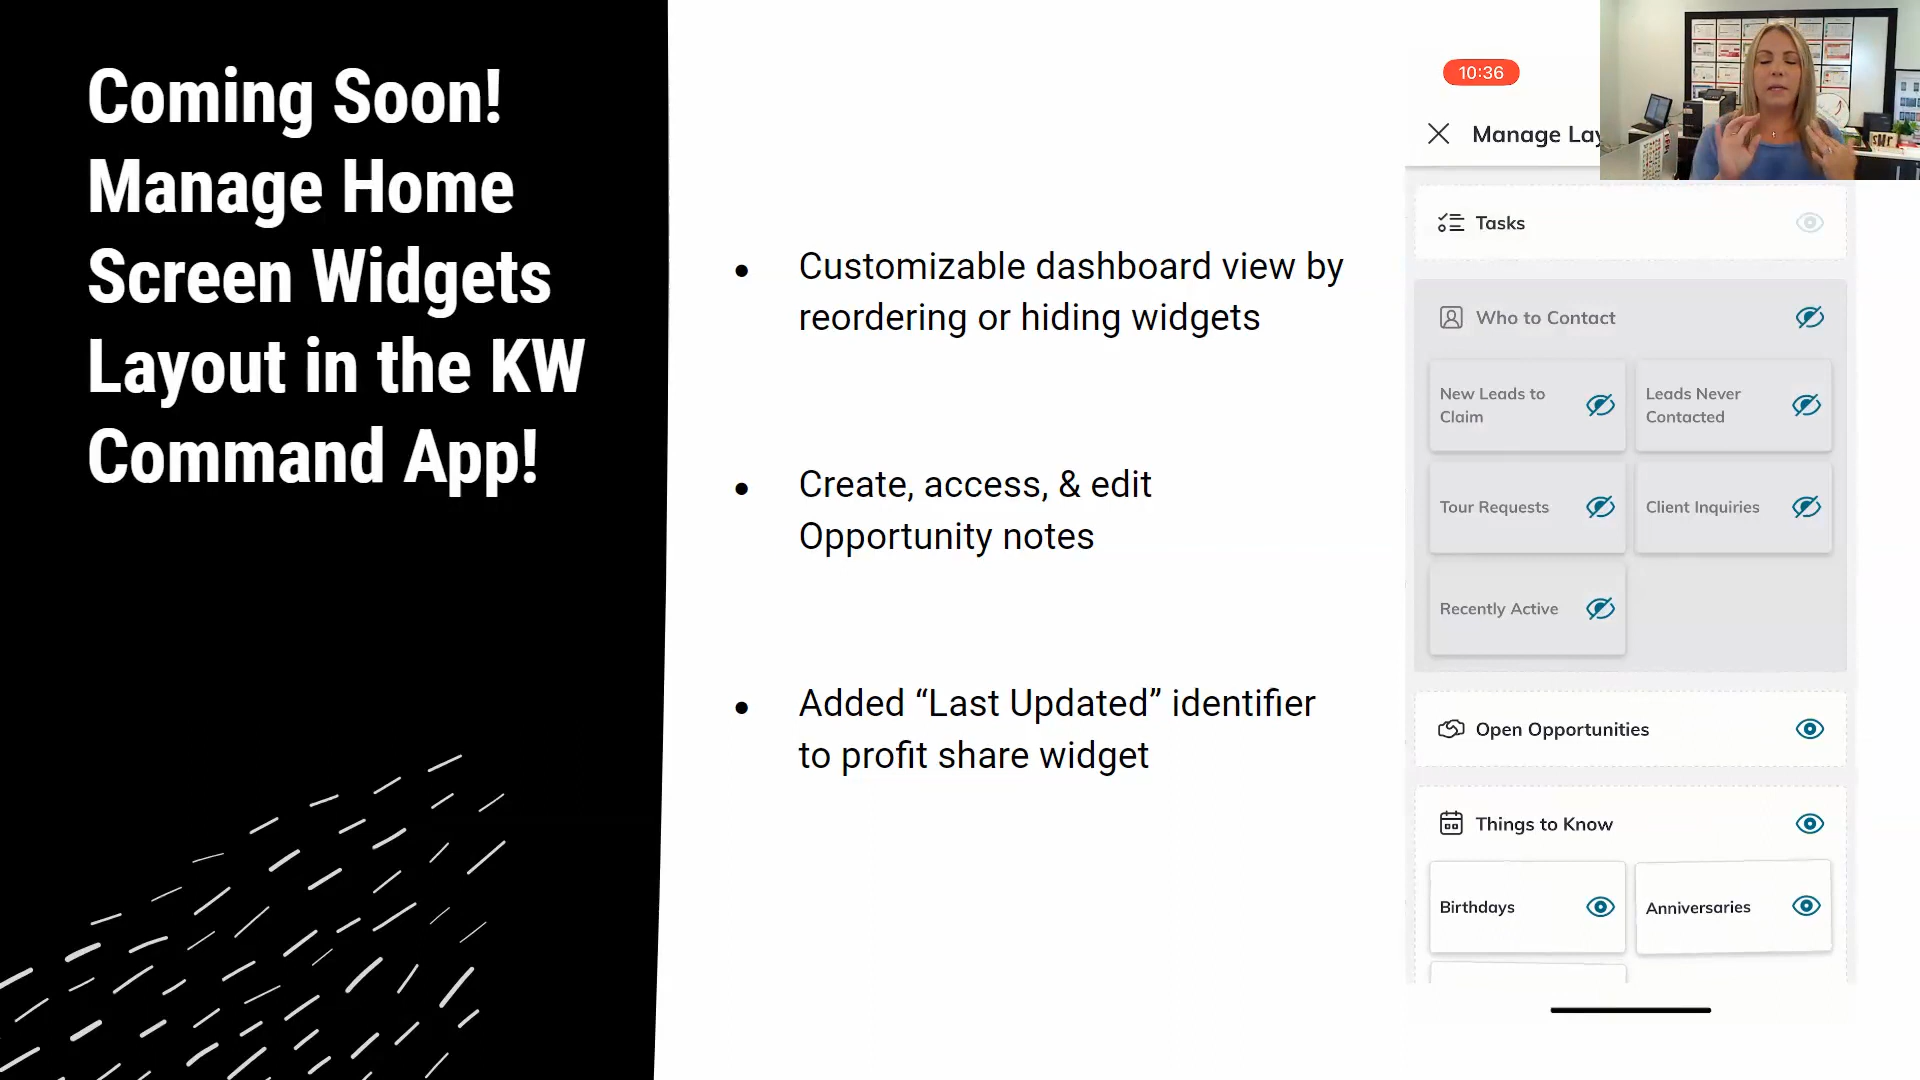 Coming Soon!
Manage Home
Screen Widgets
Layout in the KW
Command App!
Customizable dashboard view by
reordering or hiding widgets
Create, access, & edit
Opportunity notes
Added “Last Updated” identifier
to profit share widget
10:36
Manage Lay
Tasks
Who to Contact
New Leads to
Claim
Leads Never
Contacted
Tour Requests
Client Inquiries
Recently Active
Open Opportunities
Things to Know
Birthdays
Anniversaries